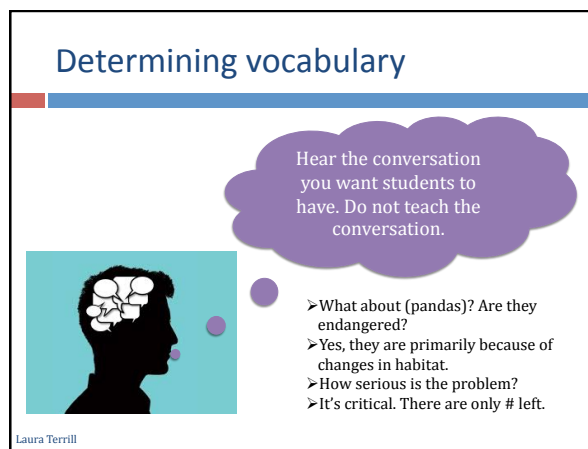 Determining vocabulary
Hear the conversation
you want students to
have. Do not teach the
conversation.
➢What about (pandas)? Are they
endangered?
➢Yes, they are primarily because of
changes in habitat.
➢How serious is the problem?
➢It's critical. There are only # left.
Laura Terrill